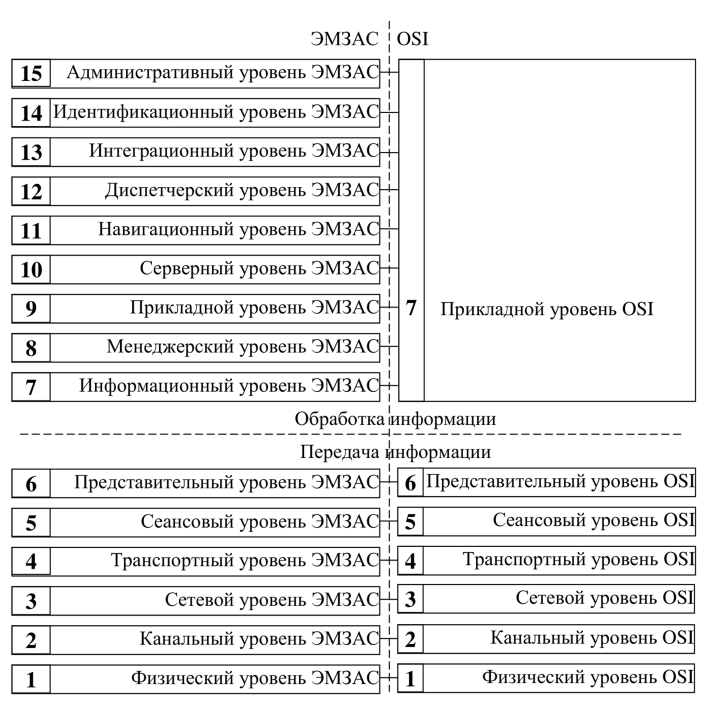 ЭМЗАС OSI
15 Административный уровень ЭМЗАС
14 Идентификационный уровень ЭМЗАС
13 Интеграционный уровень ЭМЗАС
12 Диспетчерский уровень ЭМЗАС
11 Навигационный уровень ЭМЗАС
10 Серверный уровень ЭМЗАС
9 Прикладной уровень ЭМЗАС 7 Прикладной уровень OSI
8 Менеджерский уровень ЭМЗАС
7 Информационный уровень ЭМЗАС
Обработка информации
Передача информации
6 Представительный уровень ЭМЗАС 6 Представительный уровень OSI
5 Сеансовый уровень ЭМЗАС 5 Сеансовый уровень OSI
4 Транспортный уровень ЭМЗАС 4 Транспортный уровень OSI
3 Сетевой уровень ЭМЗАС 3 Сетевой уровень OSI
2 Канальный уровень ЭМЗАС 2 Канальный уровень OSI
1 Физический уровень ЭМЗАС 1 Физический уровень OSI